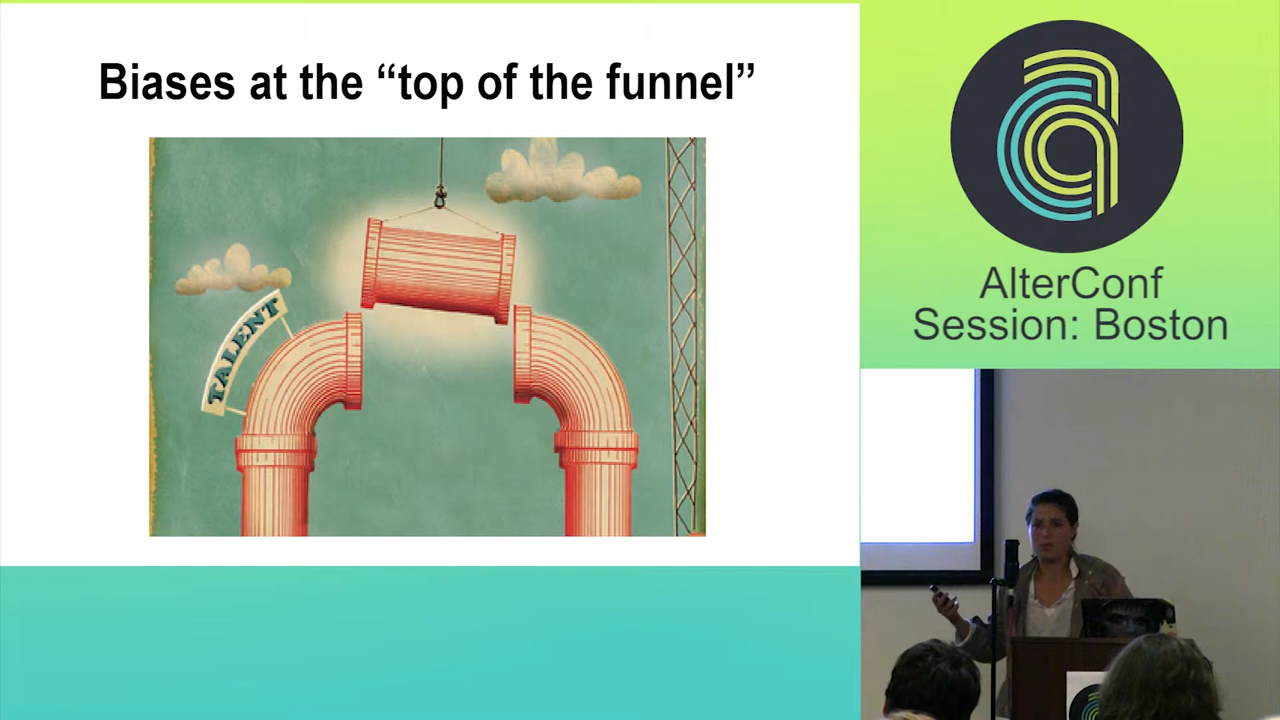 Biases at the “top of the funnel”
TALENT
AlterConf
Session: Boston